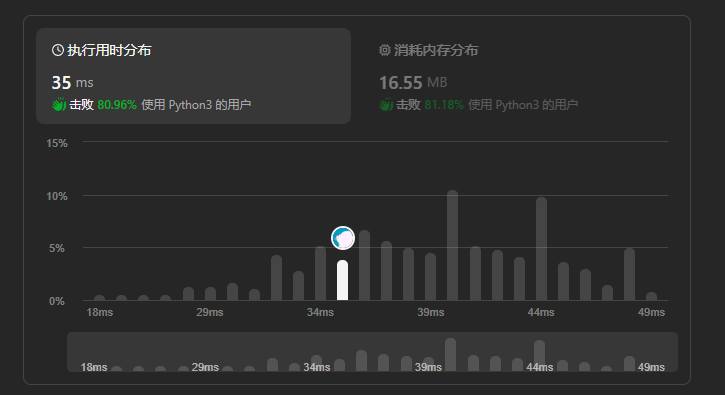 执行用时分布
35 ms
击败 80.96% 使用 Python3 的用户
消耗内存分布
16.55 MB
击败 81.18% 使用 Python3 的用户
15%
10%
5%
0%
18ms 29ms 34ms 39ms 44ms 49ms
18ms 29ms 34ms 39ms 44ms 49ms